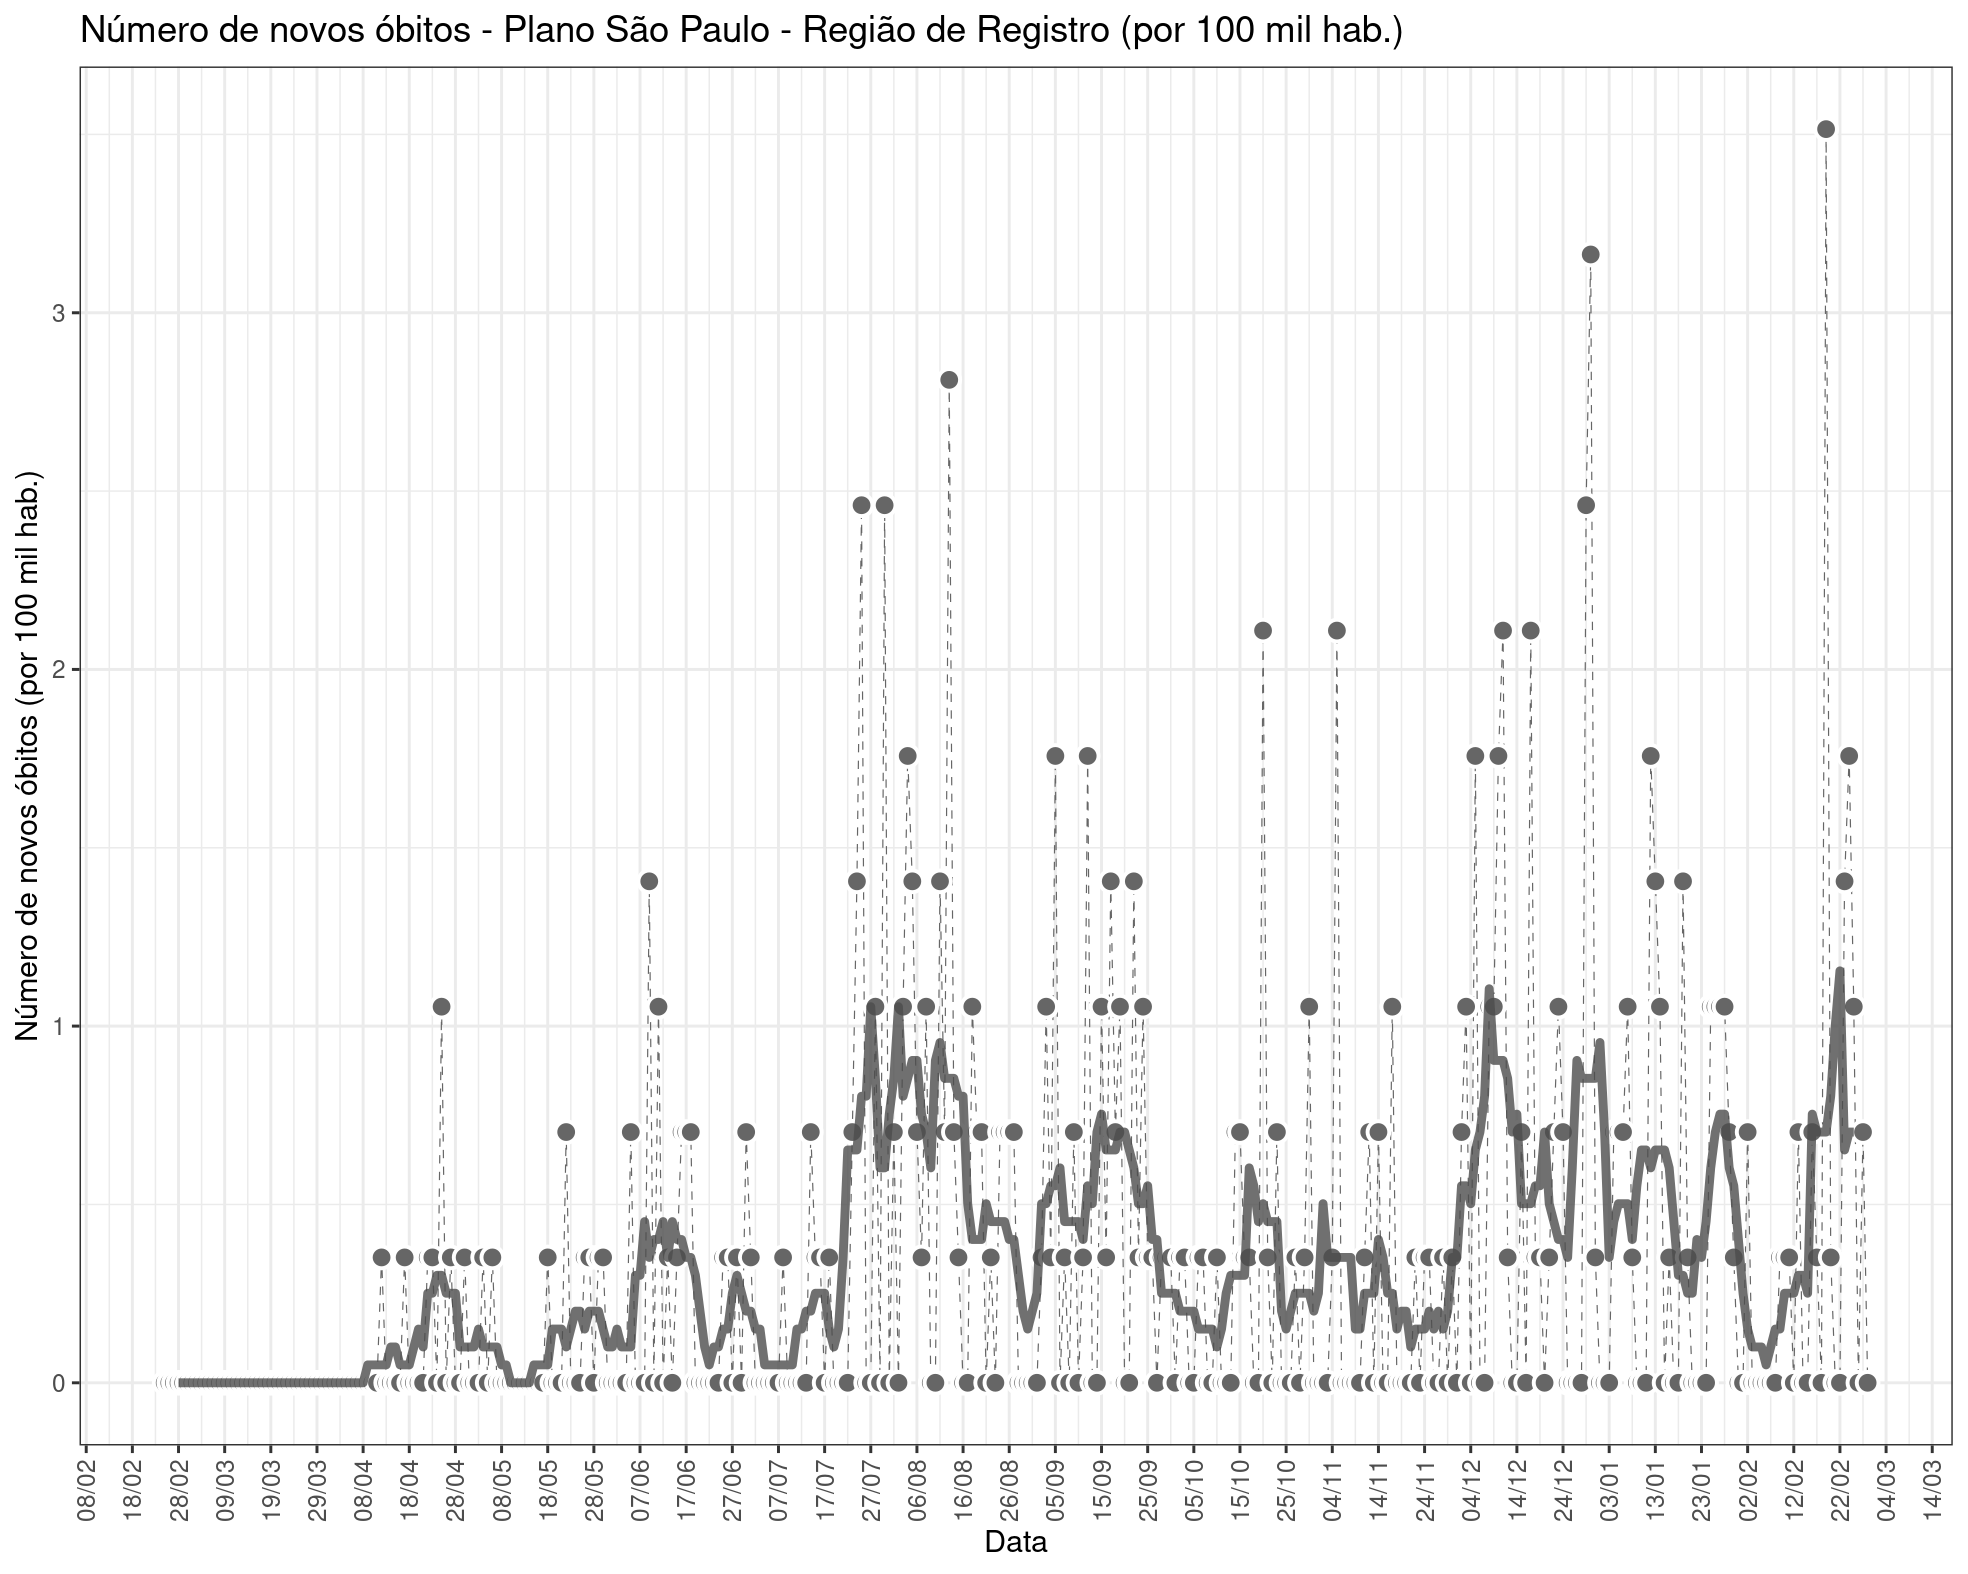 Número de novos óbitos - Plano São Paulo - Região de Registro (por 100 mil hab.)
Número de novos óbitos (por 100 mil hab.)
3
2
1
0
08/02 18/02 28/02 09/03 19/03 29/03 08/04 18/04 28/04 08/05 18/05 28/05 07/06 17/06 27/06 07/07 17/07 27/07 06/08 16/08 26/08 05/09 15/09 25/09 05/10 15/10 25/10 04/11 14/11 24/11 04/12 14/12 24/12 03/01 13/01 23/01 02/02 12/02 22/02 04/03 14/03
Data